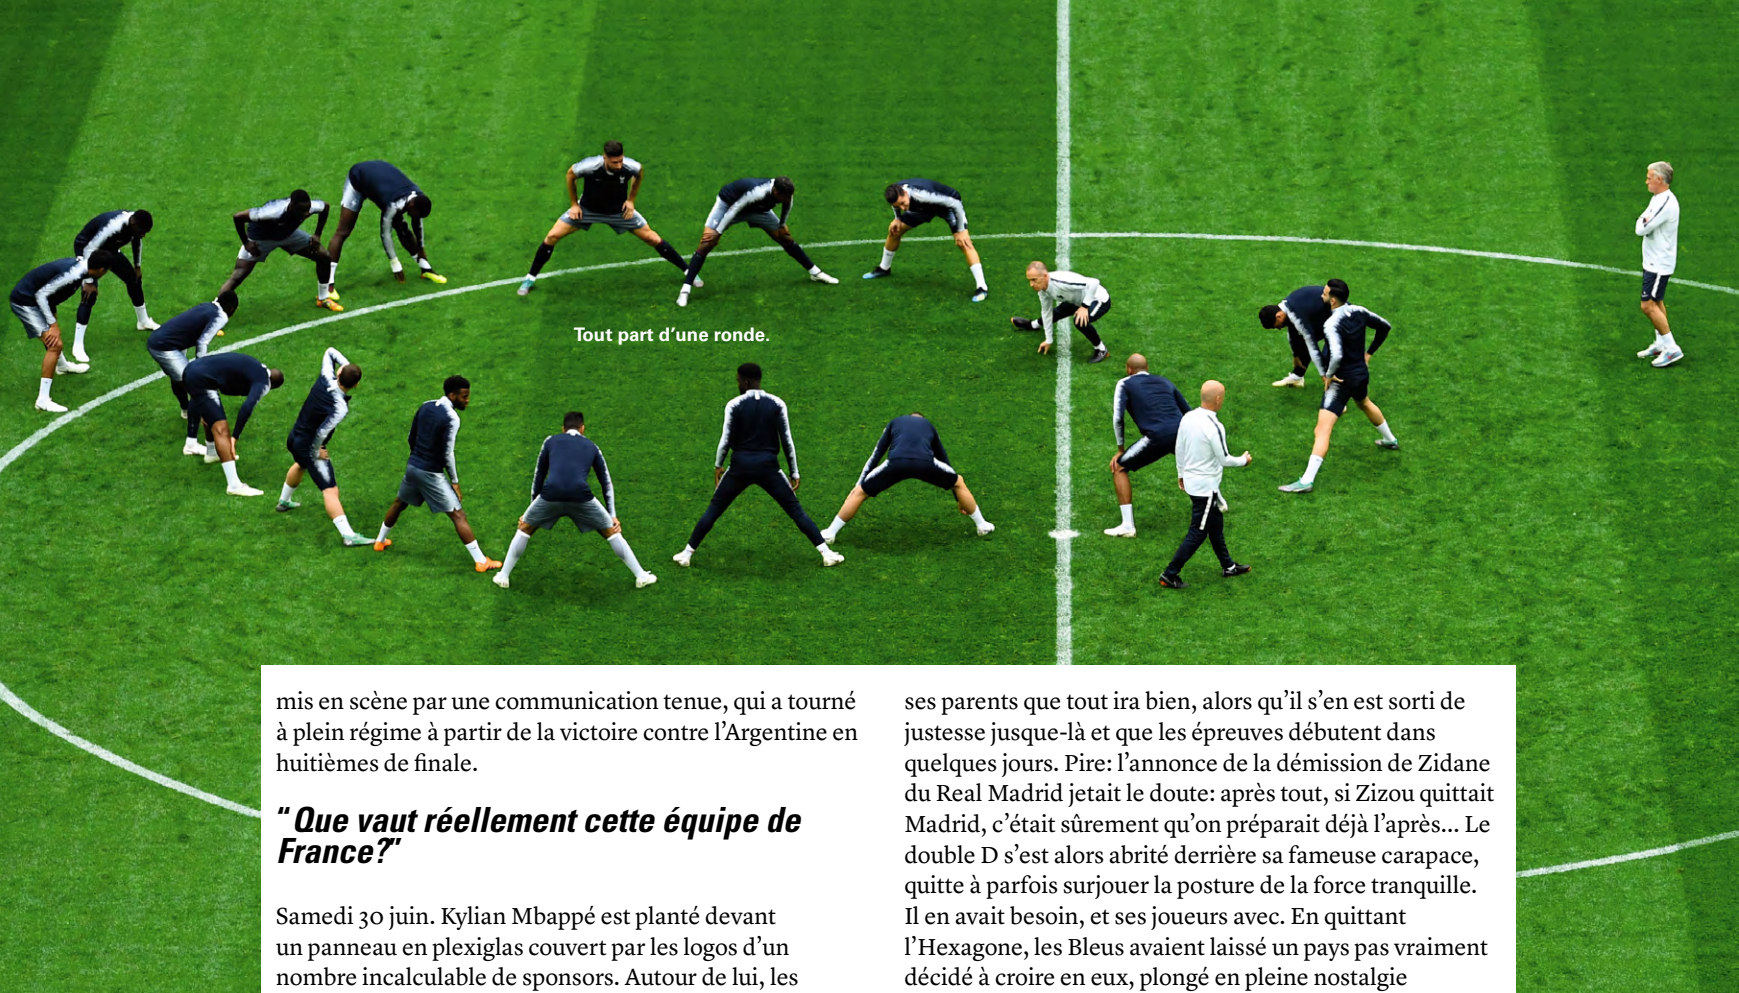 Tout part d’une ronde.
mis en scène par une communication tenue, qui a tourné
à plein régime à partir de la victoire contre l’Argentine en
huitièmes de finale.
“Que vaut réellement cette équipe de
France?”
Samedi 30 juin. Kylian Mbappé est planté devant
un panneau en plexiglas couvert par les logos d’un
nombre incalculable de sponsors. Autour de lui, les
ses parents que tout ira bien, alors qu’il s’en est sorti de
justesse jusque-là et que les épreuves débutent dans
quelques jours. Pire: l’annonce de la démission de Zidane
du Real Madrid jetait le doute: après tout, si Zizou quittait
Madrid, c’était sûrement qu’on préparait déjà l’après... Le
double D s’est alors abrité derrière sa fameuse carapace,
quitte à parfois surjouer la posture de la force tranquille.
Il en avait besoin, et ses joueurs avec. En quittant
l’Hexagone, les Bleus avaient laissé un pays pas vraiment
décidé à croire en eux, plongé en pleine nostalgie